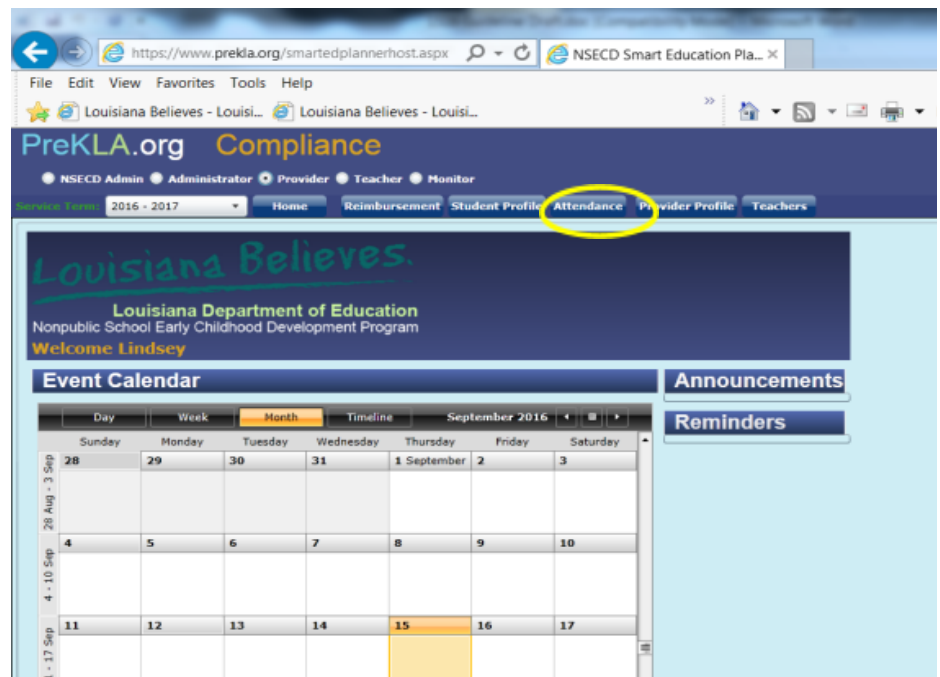 https://www.prekla.org/smartedplannerhost.aspx
NSECD Smart Education Pla...
File Edit View Favorites Tools Help
Louisiana Believes - Louisi... Louisiana Believes - Louisi...
PreKLA.org Compliance
NSECD Admin Administrator Provider Teacher Monitor
Service Term: 2016 - 2017 Home Reimbursement Student Profile Attendance Provider Profile Teachers
Louisiana Believes.
Louisiana Department of Education
Nonpublic School Early Childhood Development Program
Welcome Lindsey
Event Calendar
Announcements
Reminders
Day Week Month Timeline September 2016
Sunday Monday Tuesday Wednesday Thursday Friday Saturday
28 Aug - 3 Sep
28 29 30 31 1 September 2 3
4 - 10 Sep
4 5 6 7 8 9 10
- 17 Sep
11 12 13 14 15 16 17